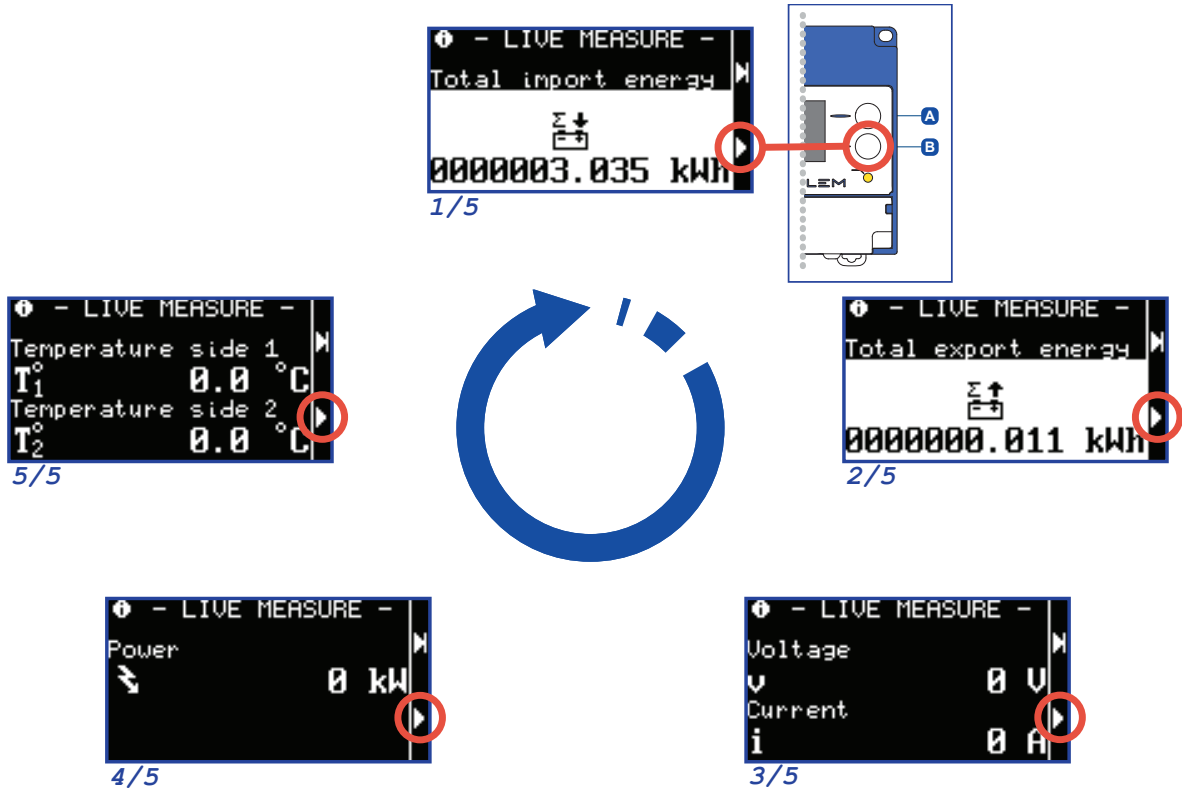 - LIVE MEASURE -
Total import energy
Σ
0000003.035 kWh
1/5
A
B
LEM
- LIVE MEASURE -
Total export energy
Σ
0000000.011 kWh
2/5
- LIVE MEASURE -
Voltage
v 0 V
Current
i 0 A
3/5
- LIVE MEASURE -
Power
0 kW
4/5
- LIVE MEASURE -
Temperature side 1
T°1 0.0 °C
Temperature side 2
T°2 0.0 °C
5/5